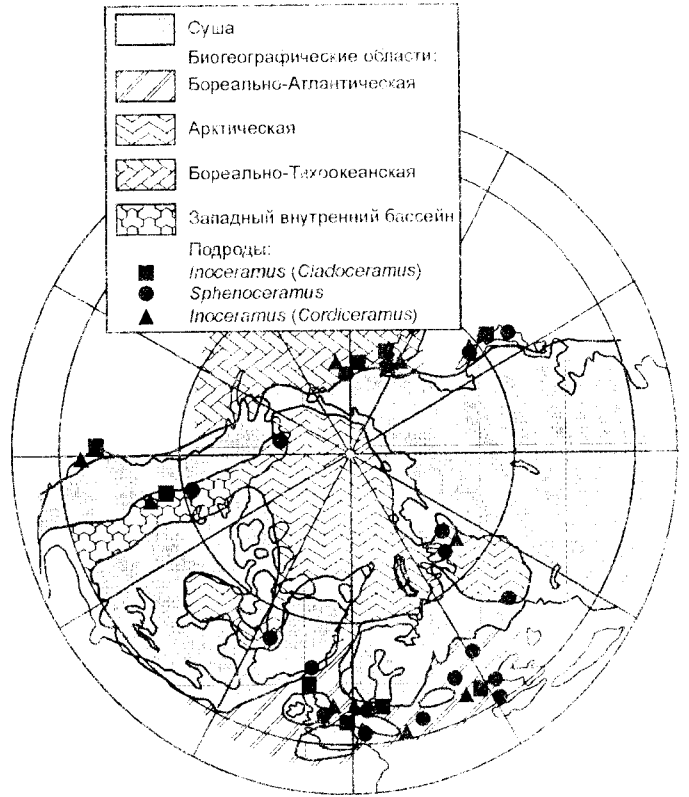 Суша
Биогеографические области:
Бореально-Атлантическая
Арктическая
Бореально-Тихоокеанская
Западный внутренний бассейн
Подроды:
Inoceramus (Cladoceramus)
Sphenoceramus
Inoceramus (Cordiceramus)